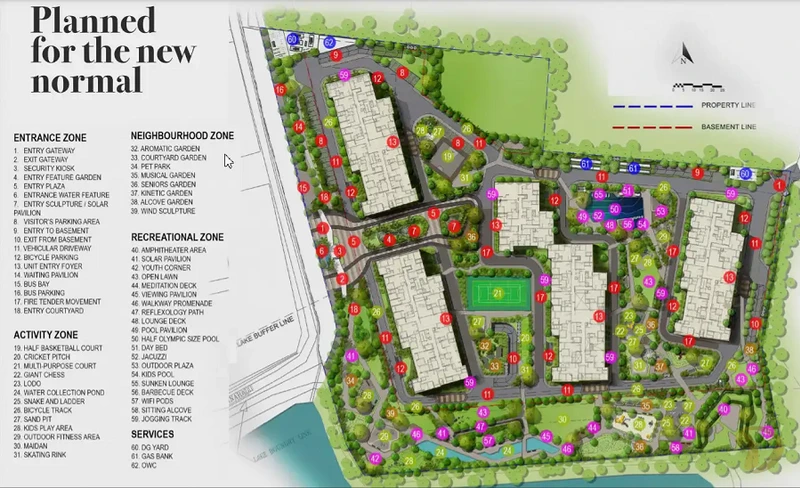 Planned
for the new
normal
ENTRANCE ZONE
1. ENTRY GATEWAY
2. EXIT GATEWAY
3. SECURITY KIOSK
4. ENTRY FEATURE GARDEN
5. ENTRY PLAZA
6. ENTRANCE WATER FEATURE
7. ENTRY SCULPTURE / SOLAR
PAVILION
8. VISITOR'S PARKING AREA
9. ENTRY TO BASEMENT
10. EXIT FROM BASEMENT
11. VEHICULAR DRIVEWAY
12. BICYCLE PARKING
13. UNIT ENTRY FOYER
14. WAITING PAVILION
15. BUS BAY
16. BUS PARKING
17. FIRE TENDER MOVEMENT
18. ENTRY COURTYARD
ACTIVITY ZONE
19. HALF BASKETBALL COURT
20. CRICKET PITCH
21. MULTI-PURPOSE COURT
22. GIANT CHESS
23. LODO
24. WATER COLLECTION POND
25. SNAKE AND LADDER
26. BICYCLE TRACK
27. SAND PIT
28. KIDS PLAY AREA
29. OUTDOOR FITNESS AREA
30. MAIDAN
31. SKATING RINK
NEIGHBOURHOOD ZONE
32. AROMATIC GARDEN
33. COURTYARD GARDEN
34. PET PARK
35. MUSICAL GARDEN
36. SENIORS GARDEN
37. KINETIC GARDEN
38. ALCOVE GARDEN
39. WIND SCULPTURE
RECREATIONAL ZONE
40. AMPHITHEATER AREA
41. SOLAR PAVILION
42. YOUTH CORNER
43. OPEN LAWN
44. MEDITATION DECK
45. VIEWING PAVILION
46. WALKWAY PROMENADE
47. REFLEXOLOGY PATH
48. LOUNGE DECK
49. POOL PAVILION
50. HALF OLYMPIC SIZE POOL
51. DAY BED
52. JACUZZI
53. OUTDOOR PLAZA
54. KIDS POOL
55. SUNKEN LOUNGE
56. BARBECUE DECK
57. WIFI PODS
58. SITTING ALCOVE
59. JOGGING TRACK
SERVICES
60. DG YARD
61. GAS BANK
62. OWC
N
PROPERTY LINE
BASEMENT LINE
LAKE BUFFER LINE
LAKE BOUNDARY LINE